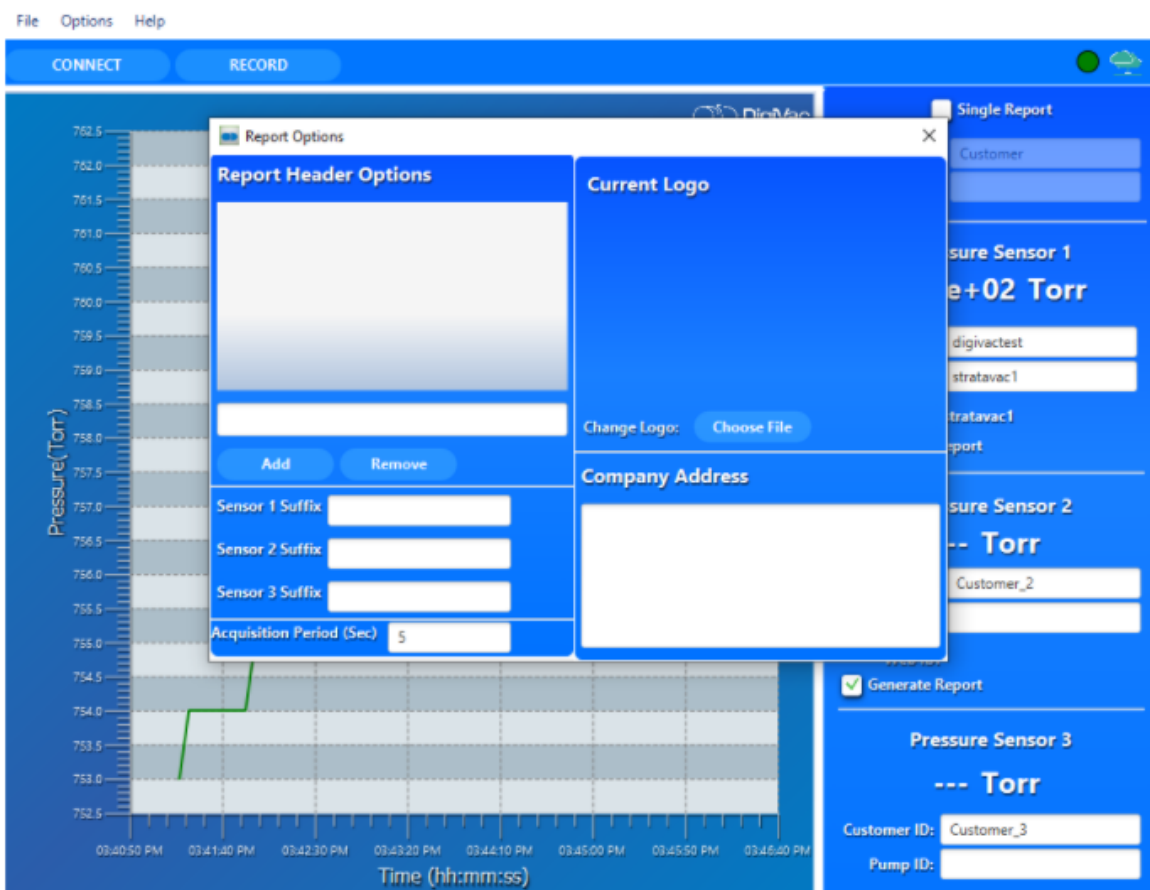 File Options Help
CONNECT RECORD
DigiVac
Single Report
Customer
Report Options
Report Header Options
Current Logo
Change Logo: Choose File
Add Remove
Company Address
Sensor 1 Suffix
Sensor 2 Suffix
Sensor 3 Suffix
Acquisition Period (Sec) 5
sure Sensor 1
e+02 Torr
digivactest
stratavac1
tratavac1
port
sure Sensor 2
-- Torr
Customer_2
Generate Report
Pressure Sensor 3
--- Torr
Customer ID: Customer_3
Pump ID:
Pressure(Torr)
762.5
762.0
761.5
761.0
760.5
760.0
759.5
759.0
758.5
758.0
757.5
757.0
756.5
756.0
755.5
755.0
754.5
754.0
753.5
753.0
752.5
03:40:50 PM 03:41:40 PM 03:42:30 PM 03:43:20 PM 03:44:10 PM 03:45:00 PM 03:45:50 PM 03:46:40 PM
Time (hh:mm:ss)